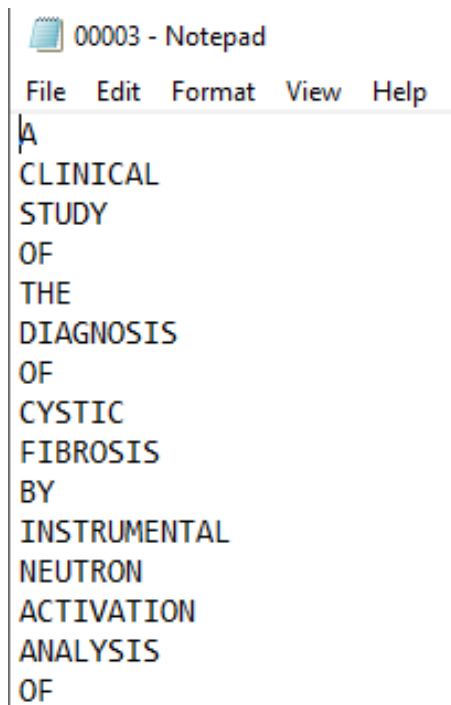 00003 - Notepad
File Edit Format View Help
A
CLINICAL
STUDY
OF
THE
DIAGNOSIS
OF
CYSTIC
FIBROSIS
BY
INSTRUMENTAL
NEUTRON
ACTIVATION
ANALYSIS
OF